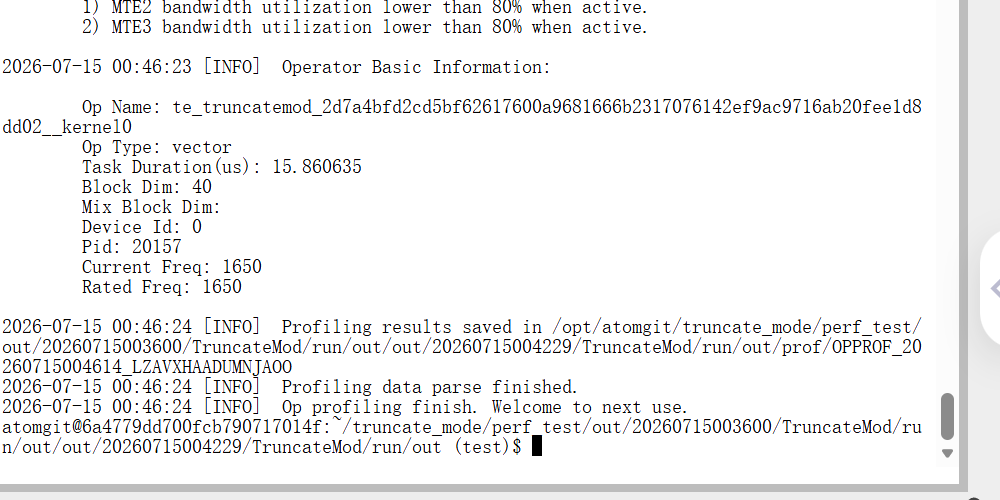 1) MTE2 bandwidth utilization lower than 80% when active.
2) MTE3 bandwidth utilization lower than 80% when active.
2026-07-15 00:46:23 [INFO]  Operator Basic Information:
Op Name: te_truncatemod_2d7a4bfd2cd5bf62617600a9681666b2317076142ef9ac9716ab20fee1d8
dd02__kernel0
Op Type: vector
Task Duration(us): 15.860635
Block Dim: 40
Mix Block Dim:
Device Id: 0
Pid: 20157
Current Freq: 1650
Rated Freq: 1650
2026-07-15 00:46:24 [INFO]  Profiling results saved in /opt/atomgit/truncate_mode/perf_test/
out/20260715003600/TruncateMod/run/out/out/20260715004229/TruncateMod/run/out/prof/OPPROF_20
260715004614_LZAVXHAADUMNJAOO
2026-07-15 00:46:24 [INFO]  Profiling data parse finished.
2026-07-15 00:46:24 [INFO]  Op profiling finish. Welcome to next use.
atomgit@6a4779dd700fcb790717014f:~/truncate_mode/perf_test/out/20260715003600/TruncateMod/ru
n/out/out/20260715004229/TruncateMod/run/out (test)$